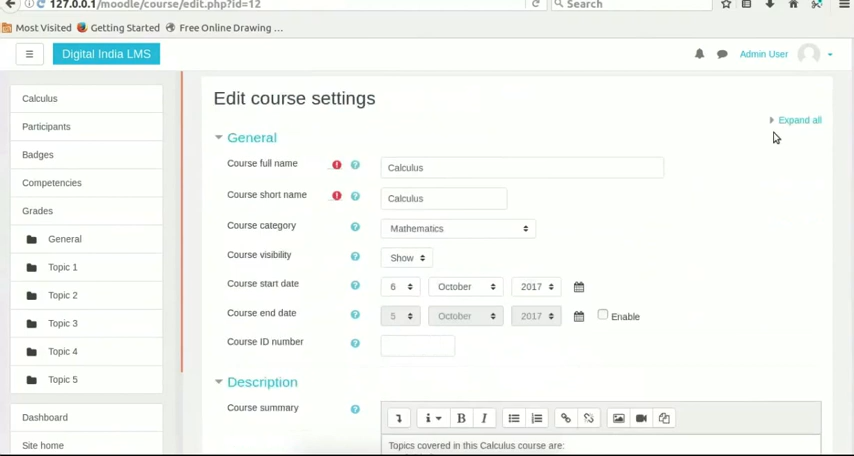 127.0.0.1/moodle/course/edit.php?id=12
Search
Most Visited Getting Started Free Online Drawing ...
Digital India LMS
Admin User
Calculus
Participants
Badges
Competencies
Grades
General
Topic 1
Topic 2
Topic 3
Topic 4
Topic 5
Dashboard
Site home
Edit course settings
Expand all
General
Course full name
Calculus
Course short name
Calculus
Course category
Mathematics
Course visibility
Show
Course start date
6 October 2017
Course end date
5 October 2017 Enable
Course ID number
Description
Course summary
B I
Topics covered in this Calculus course are: